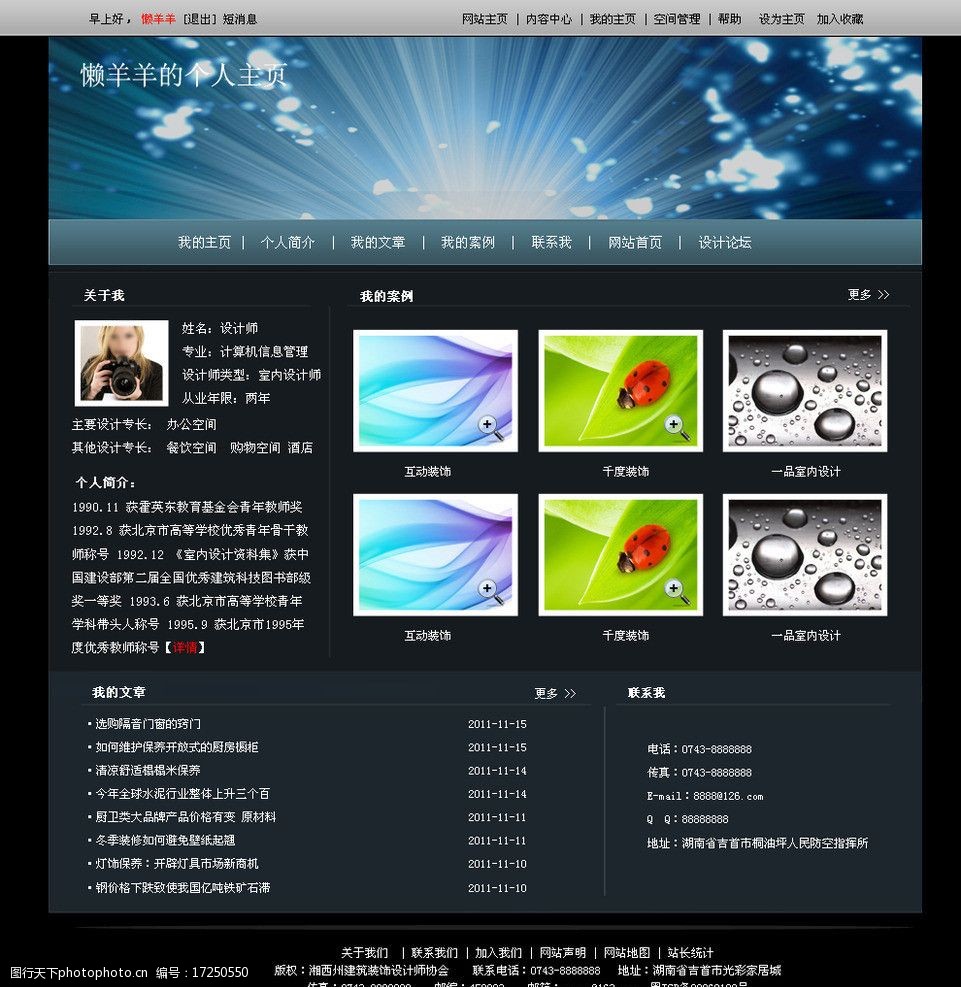 早上好, 懒羊羊 [退出] 短消息
网站主页 | 内容中心 | 我的主页 | 空间管理 | 帮助 设为主页 加入收藏
懒羊羊的个人主页
我的主页 | 个人简介 | 我的文章 | 我的案例 | 联系我 | 网站首页 | 设计论坛
关于我
姓名：设计师
专业：计算机信息管理
设计师类型：室内设计师
从业年限：两年
主要设计专长： 办公空间
其他设计专长： 餐饮空间 购物空间 酒店
个人简介：
1990.11 获霍英东教育基金会青年教师奖
1992.8 获北京市高等学校优秀青年骨干教
师称号 1992.12 《室内设计资料集》获中
国建设部第二届全国优秀建筑科技图书部级
奖一等奖 1993.6 获北京市高等学校青年
学科带头人称号 1995.9 获北京市1995年
度优秀教师称号【详情】
我的案例
更多 >>
互动装饰 千度装饰 一品室内设计
互动装饰 千度装饰 一品室内设计
我的文章
更多 >>
▪ 选购隔音门窗的窍门 2011-11-15
▪ 如何维护保养开放式的厨房橱柜 2011-11-15
▪ 清凉舒适榻榻米保养 2011-11-14
▪ 今年全球水泥行业整体上升三个百 2011-11-14
▪ 厨卫类大品牌产品价格有变 原材料 2011-11-11
▪ 冬季装修如何避免壁纸起翘 2011-11-11
▪ 灯饰保养：开辟灯具市场新商机 2011-11-10
▪ 钢价格下跌致使我国亿吨铁矿石滞 2011-11-10
联系我
电话：0743-8888888
传真：0743-8888888
E-mail：8888@126.com
Q Q：88888888
地址：湖南省吉首市桐油坪人民防空指挥所
关于我们 | 联系我们 | 加入我们 | 网站声明 | 网站地图 | 站长统计
版权：湘西州建筑装饰设计师协会 联系电话：0743-8888888 地址：湖南省吉首市光彩家居城
图行天下photophoto.cn 编号：17250550